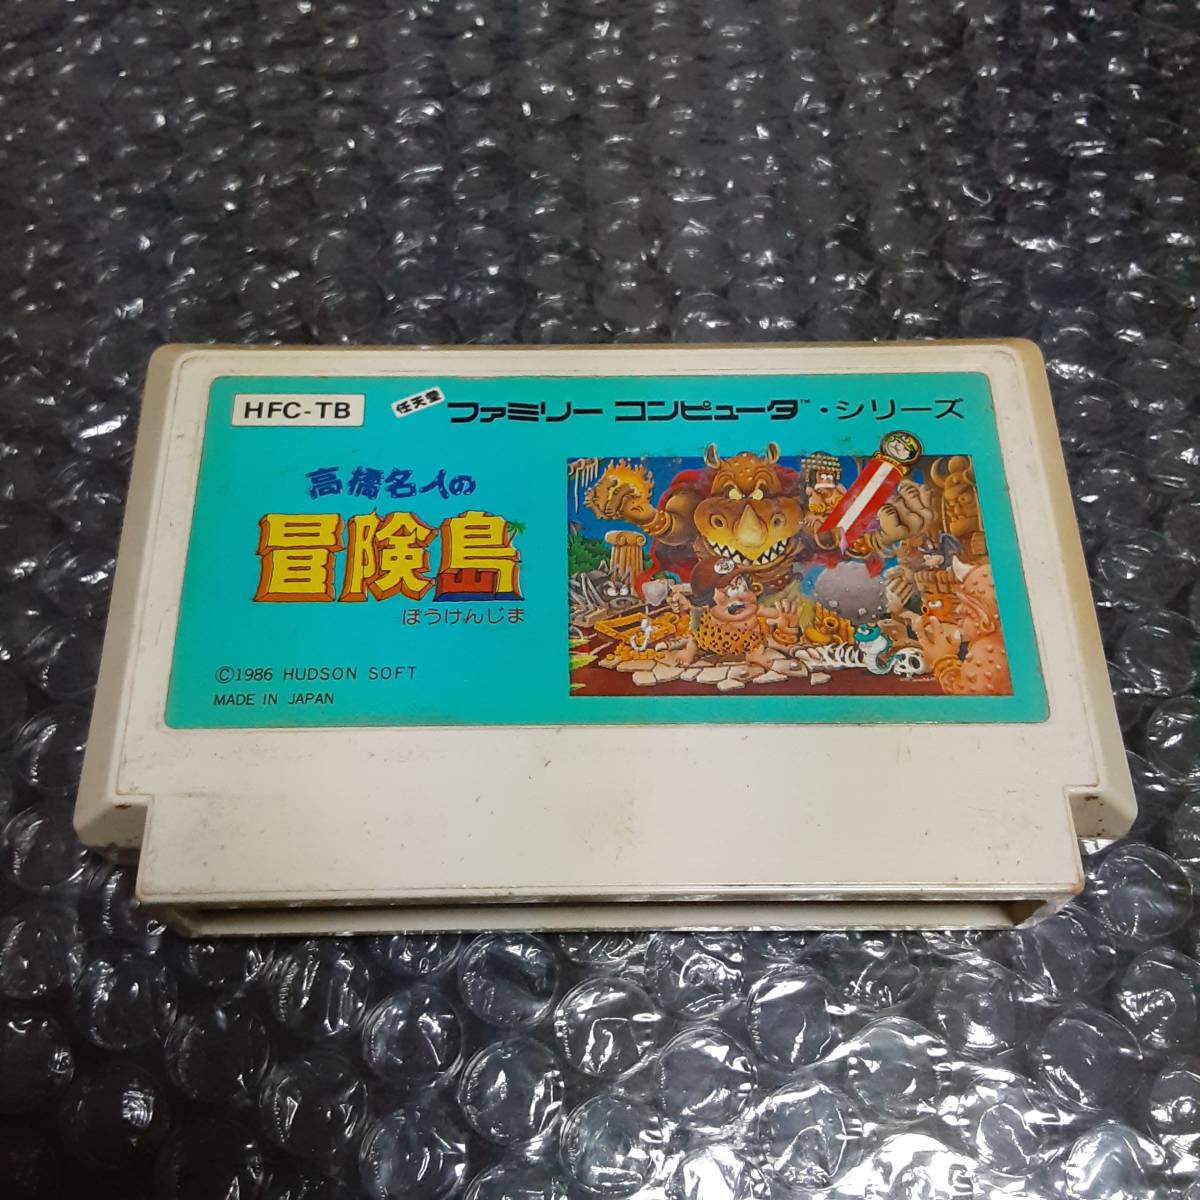 HFC-TB
任天堂 ファミリーコンピュータ™・シリーズ
高橋名人の
冒険島
ぼうけんじま
©1986 HUDSON SOFT
MADE IN JAPAN